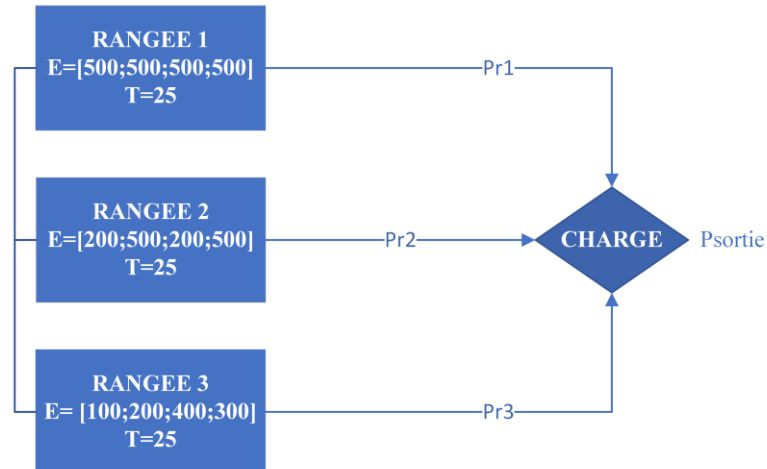 RANGEE 1
E=[500;500;500;500]
T=25
Pr1
RANGEE 2
E=[200;500;200;500]
T=25
Pr2
CHARGE
Psortie
RANGEE 3
E= [100;200;400;300]
T=25
Pr3